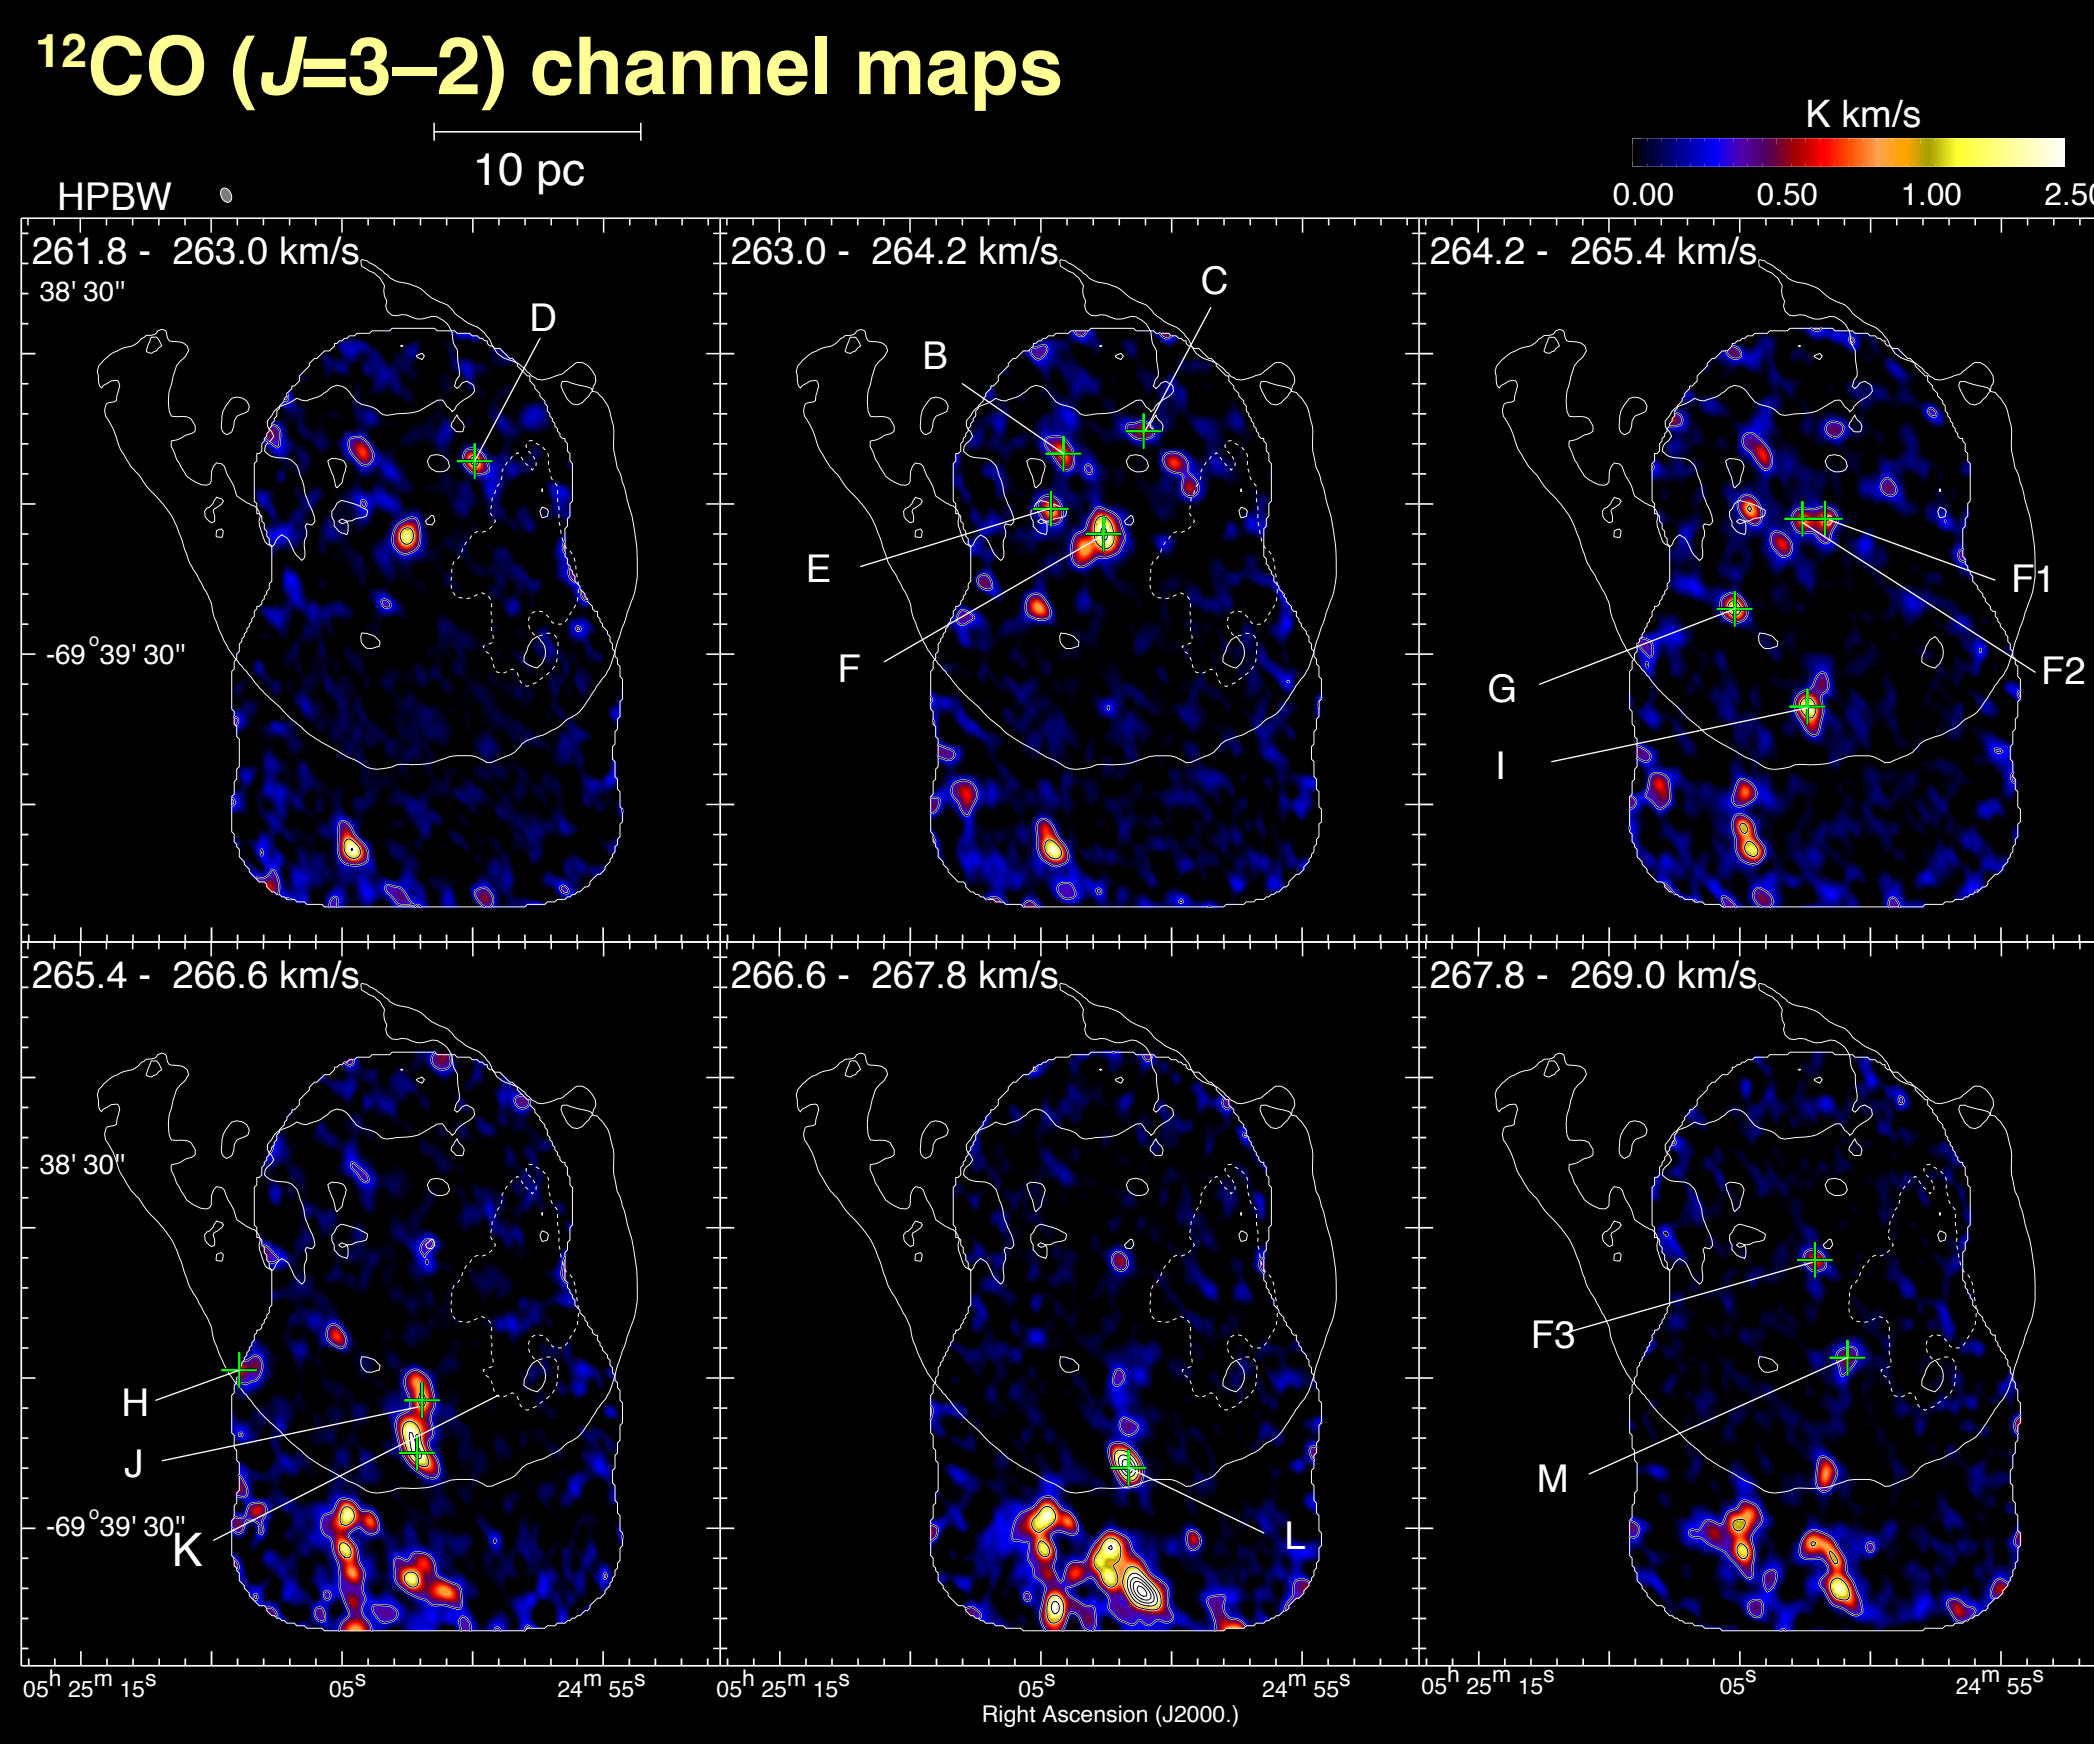 ¹²CO (J=3–2) channel maps
K km/s
10 pc
HPBW
0.00 0.50 1.00 2.50
261.8 - 263.0 km/s
263.0 - 264.2 km/s
264.2 - 265.4 km/s
38' 30"
D
C
B
E
F1
-69°39' 30"
F
F2
G
I
265.4 - 266.6 km/s
266.6 - 267.8 km/s
267.8 - 269.0 km/s
38' 30"
F3
H
J
M
-69°39' 30"
K
L
05ʰ 25ᵐ 15ˢ 05ˢ 24ᵐ 55ˢ
05ʰ 25ᵐ 15ˢ 05ˢ 24ᵐ 55ˢ
05ʰ 25ᵐ 15ˢ 05ˢ 24ᵐ 55ˢ
Right Ascension (J2000.)